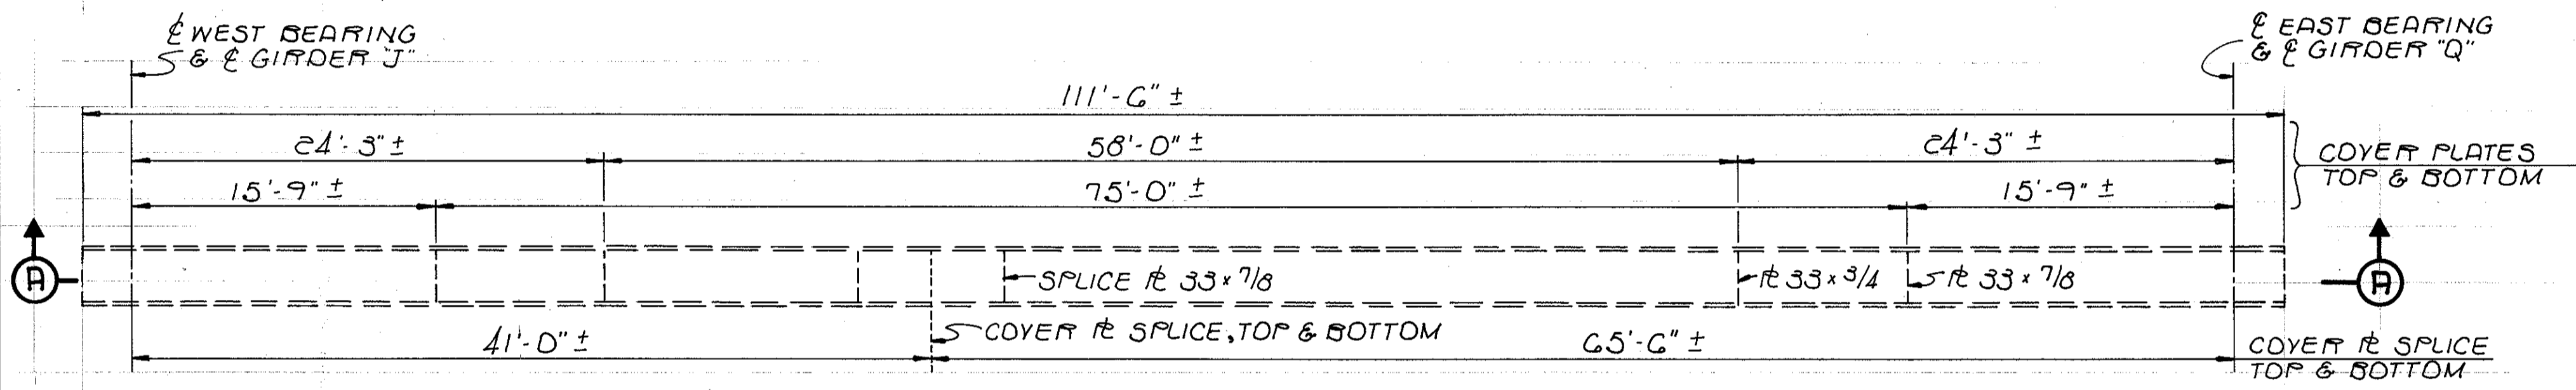 ℄ WEST BEARING
& ℄ GIRDER "J"
℄ EAST BEARING
& ℄ GIRDER "Q"
111'-6" ±
24'-3" ±
58'-0" ±
24'-3" ±
COVER PLATES
TOP & BOTTOM
15'-9" ±
75'-0" ±
15'-9" ±
A
SPLICE ⅊ 33 x 7/8
⅊ 33 x 3/4
⅊ 33 x 7/8
A
COVER ⅊ SPLICE, TOP & BOTTOM
41'-0" ±
65'-6" ±
COVER ⅊ SPLICE
TOP & BOTTOM